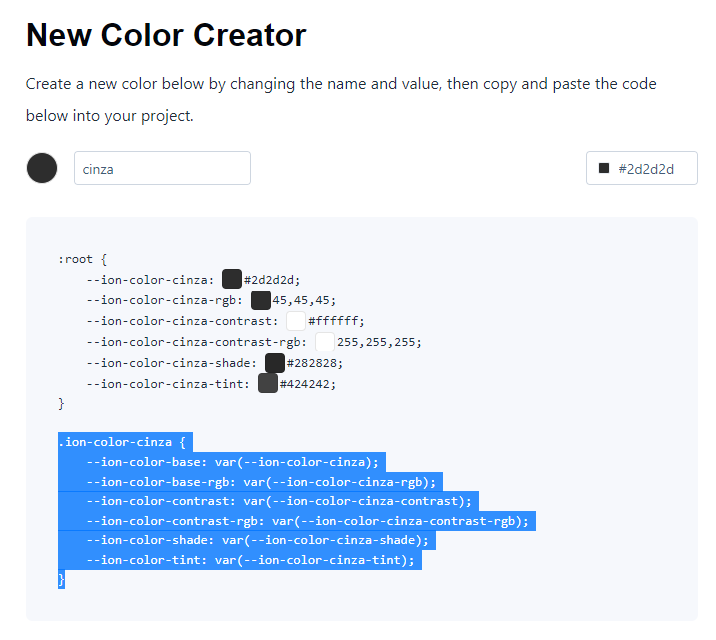 New Color Creator
Create a new color below by changing the name and value, then copy and paste the code
below into your project.
cinza
#2d2d2d
:root {
    --ion-color-cinza: #2d2d2d;
    --ion-color-cinza-rgb: 45,45,45;
    --ion-color-cinza-contrast: #ffffff;
    --ion-color-cinza-contrast-rgb: 255,255,255;
    --ion-color-cinza-shade: #282828;
    --ion-color-cinza-tint: #424242;
}
.ion-color-cinza {
    --ion-color-base: var(--ion-color-cinza);
    --ion-color-base-rgb: var(--ion-color-cinza-rgb);
    --ion-color-contrast: var(--ion-color-cinza-contrast);
    --ion-color-contrast-rgb: var(--ion-color-cinza-contrast-rgb);
    --ion-color-shade: var(--ion-color-cinza-shade);
    --ion-color-tint: var(--ion-color-cinza-tint);
}